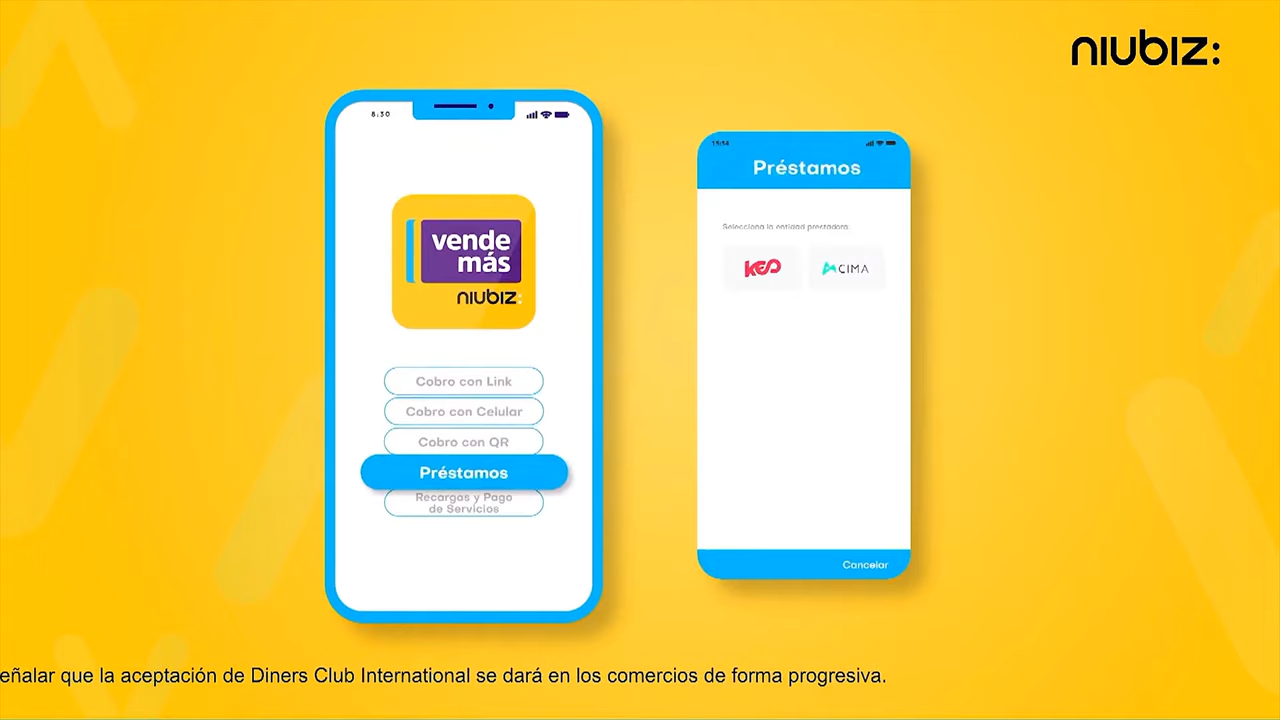 niubiz:
8:30
vende
más
niubiz:
Cobro con Link
Cobro con Celular
Cobro con QR
Préstamos
Recargas y Pago
de Servicios
Préstamos
Selecciona la entidad prestadora:
KEO
CIMA
Cancelar
eñalar que la aceptación de Diners Club International se dará en los comercios de forma progresiva.